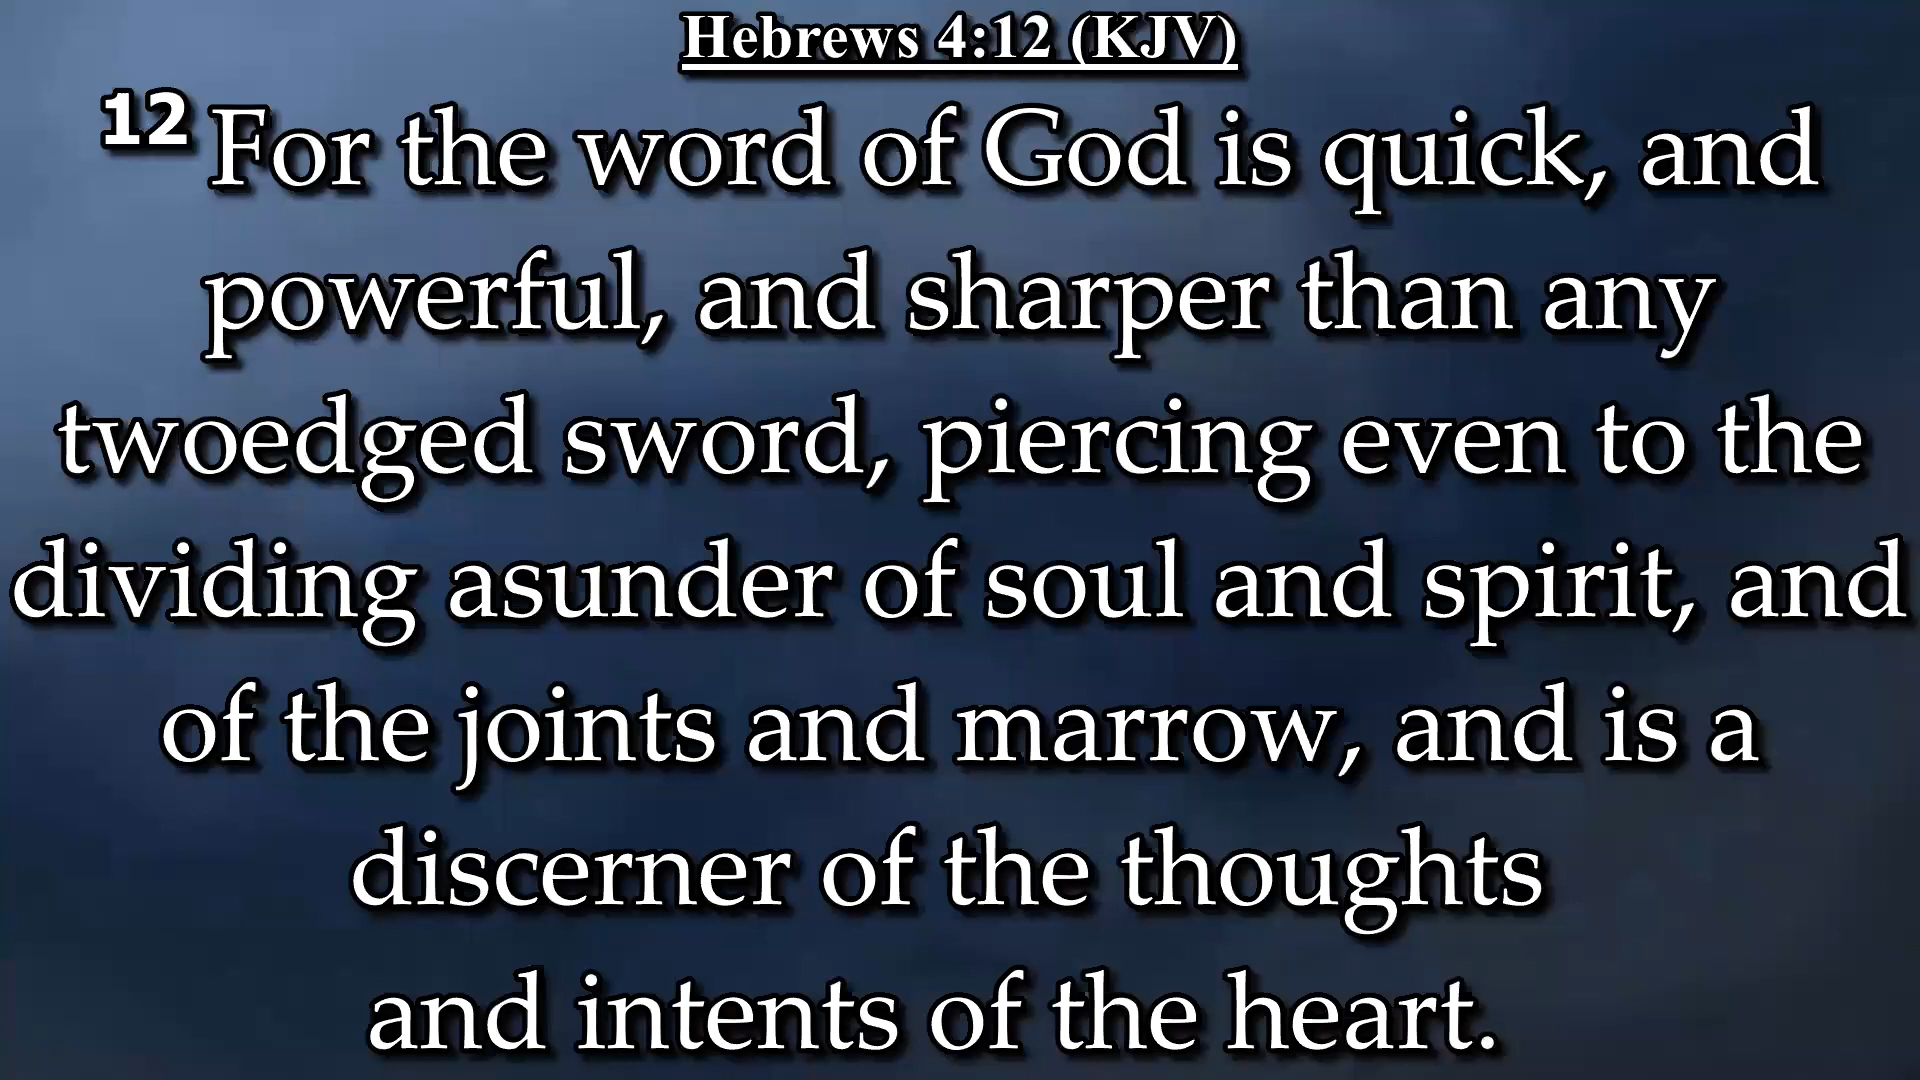 Hebrews 4:12 (KJV)
12 For the word of God is quick, and
powerful, and sharper than any
twoedged sword, piercing even to the
dividing asunder of soul and spirit, and
of the joints and marrow, and is a
discerner of the thoughts
and intents of the heart.